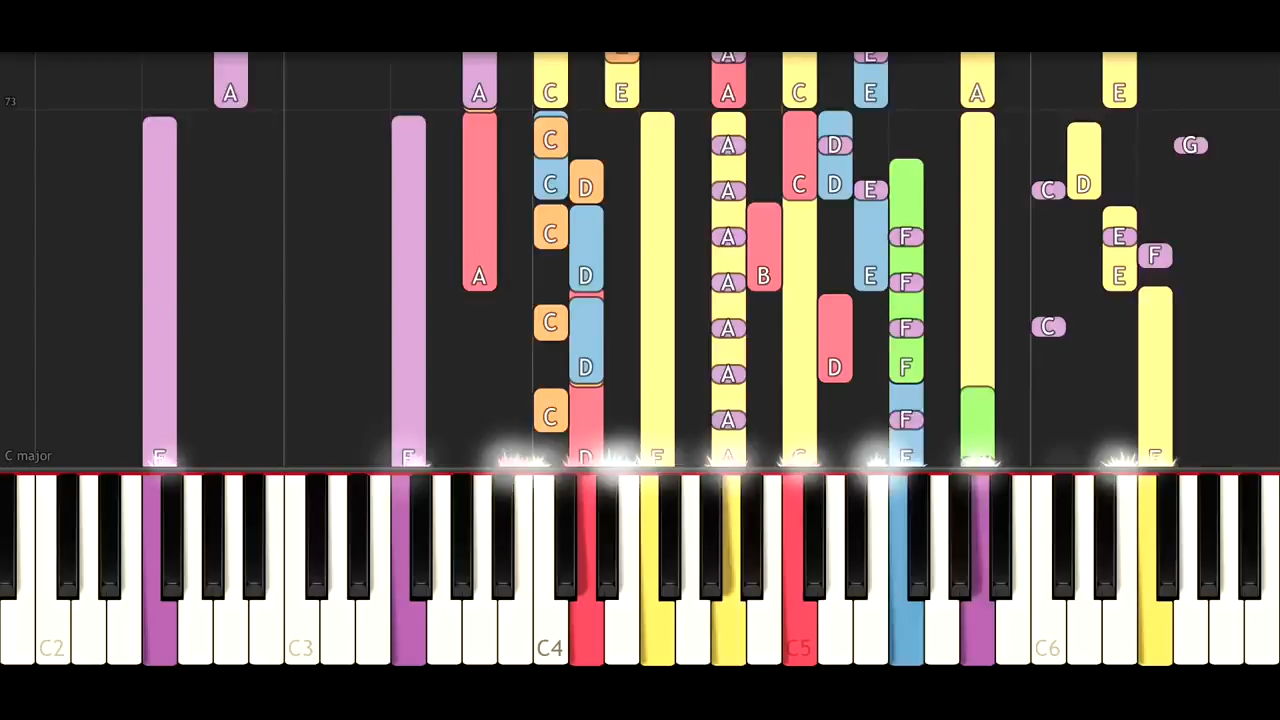 A A C E A A C E E A E
73
C A D G
C D C D E A C D
A F E
C D F
A D B E A F E
C A F C
D A D F
C A F
C major F F D F A C F F
C2 C3 C4 C5 C6